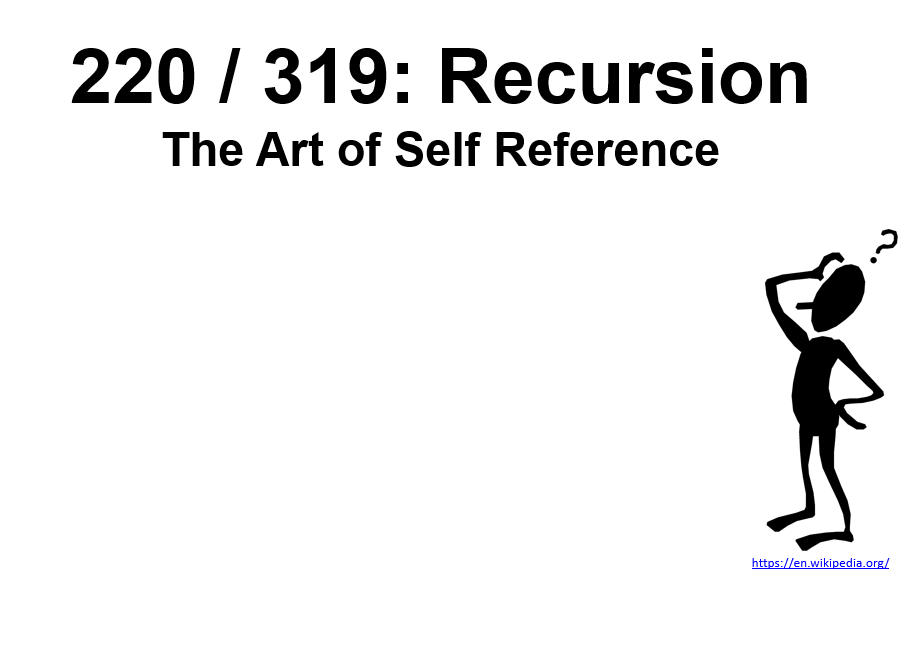 220 / 319: Recursion
The Art of Self Reference
?
https://en.wikipedia.org/